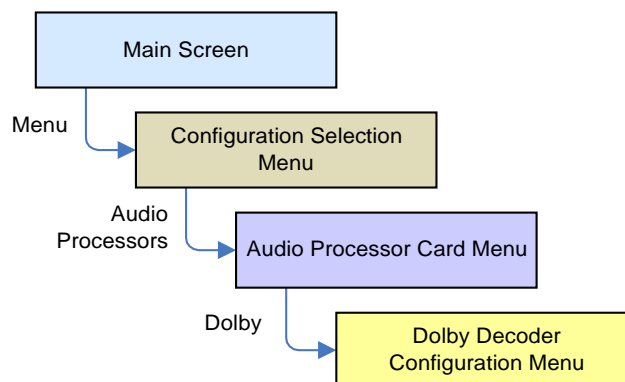 Main Screen
Menu
Configuration Selection
Menu
Audio
Processors
Audio Processor Card Menu
Dolby
Dolby Decoder
Configuration Menu